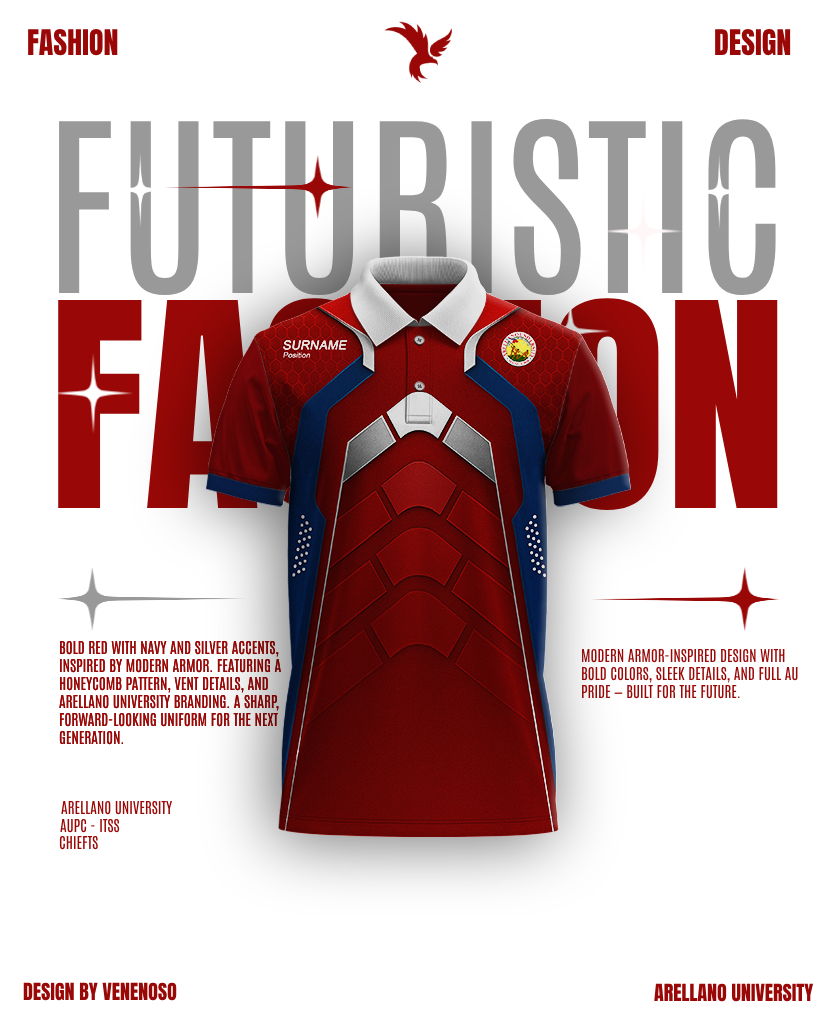 FASHION
DESIGN
FUTURISTIC
FASHION
SURNAME
Position
BOLD RED WITH NAVY AND SILVER ACCENTS,
INSPIRED BY MODERN ARMOR. FEATURING A
HONEYCOMB PATTERN, VENT DETAILS, AND
ARELLANO UNIVERSITY BRANDING. A SHARP,
FORWARD-LOOKING UNIFORM FOR THE NEXT
GENERATION.
MODERN ARMOR-INSPIRED DESIGN WITH
BOLD COLORS, SLEEK DETAILS, AND FULL AU
PRIDE – BUILT FOR THE FUTURE.
ARELLANO UNIVERSITY
AUPC - ITSS
CHIEFTS
DESIGN BY VENENOSO
ARELLANO UNIVERSITY